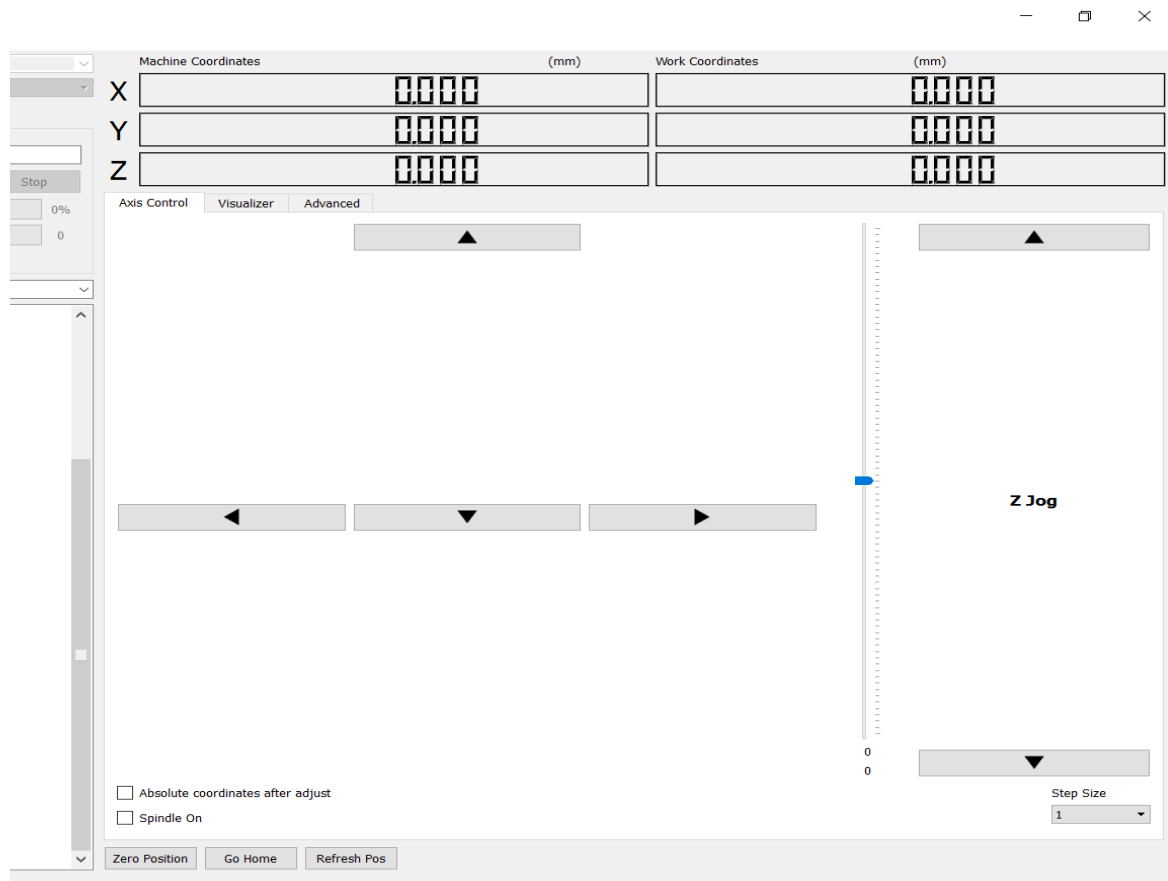 Machine Coordinates (mm) Work Coordinates (mm)
X 0.000 0.000
Y 0.000 0.000
Z 0.000 0.000
Stop
0%
0
Axis Control Visualizer Advanced
Z Jog
0
0
Absolute coordinates after adjust
Step Size
Spindle On
1
Zero Position Go Home Refresh Pos